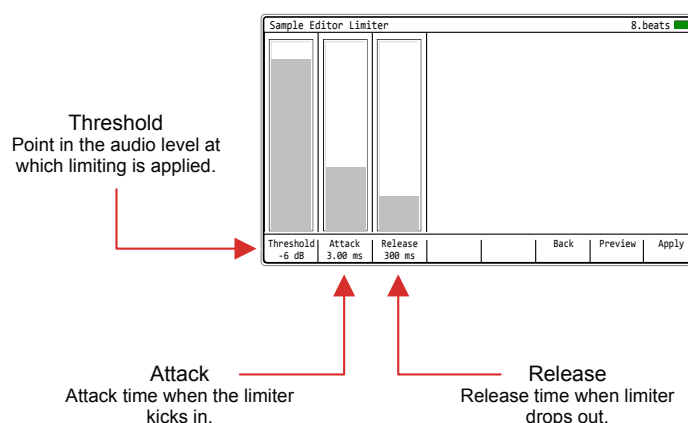 Sample Editor Limiter 8.beats
Threshold
Point in the audio level at
which limiting is applied.
Threshold Attack Release Back Preview Apply
-6 dB 3.00 ms 300 ms
Attack
Attack time when the limiter
kicks in.
Release
Release time when limiter
drops out.